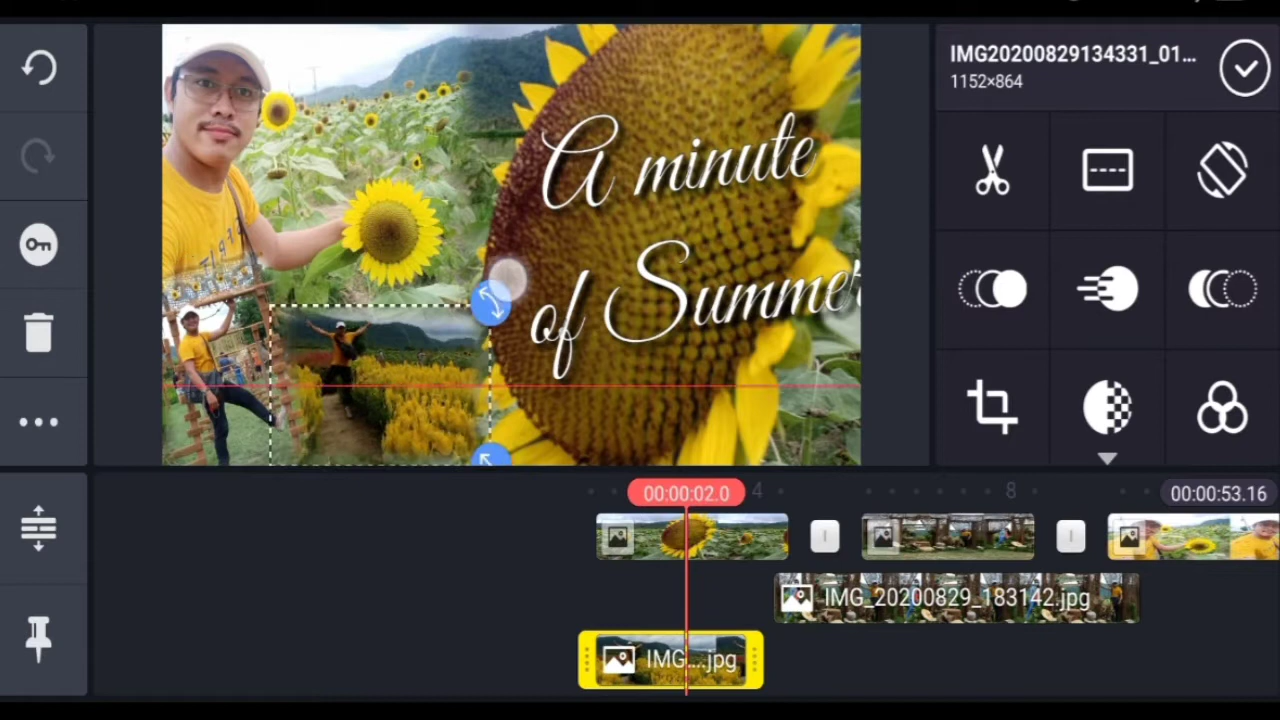 IMG20200829134331_01...
1152×864
A minute
of Summer
00:00:02.0
4
8
00:00:53.16
IMG_20200829_183142.jpg
IMG....jpg